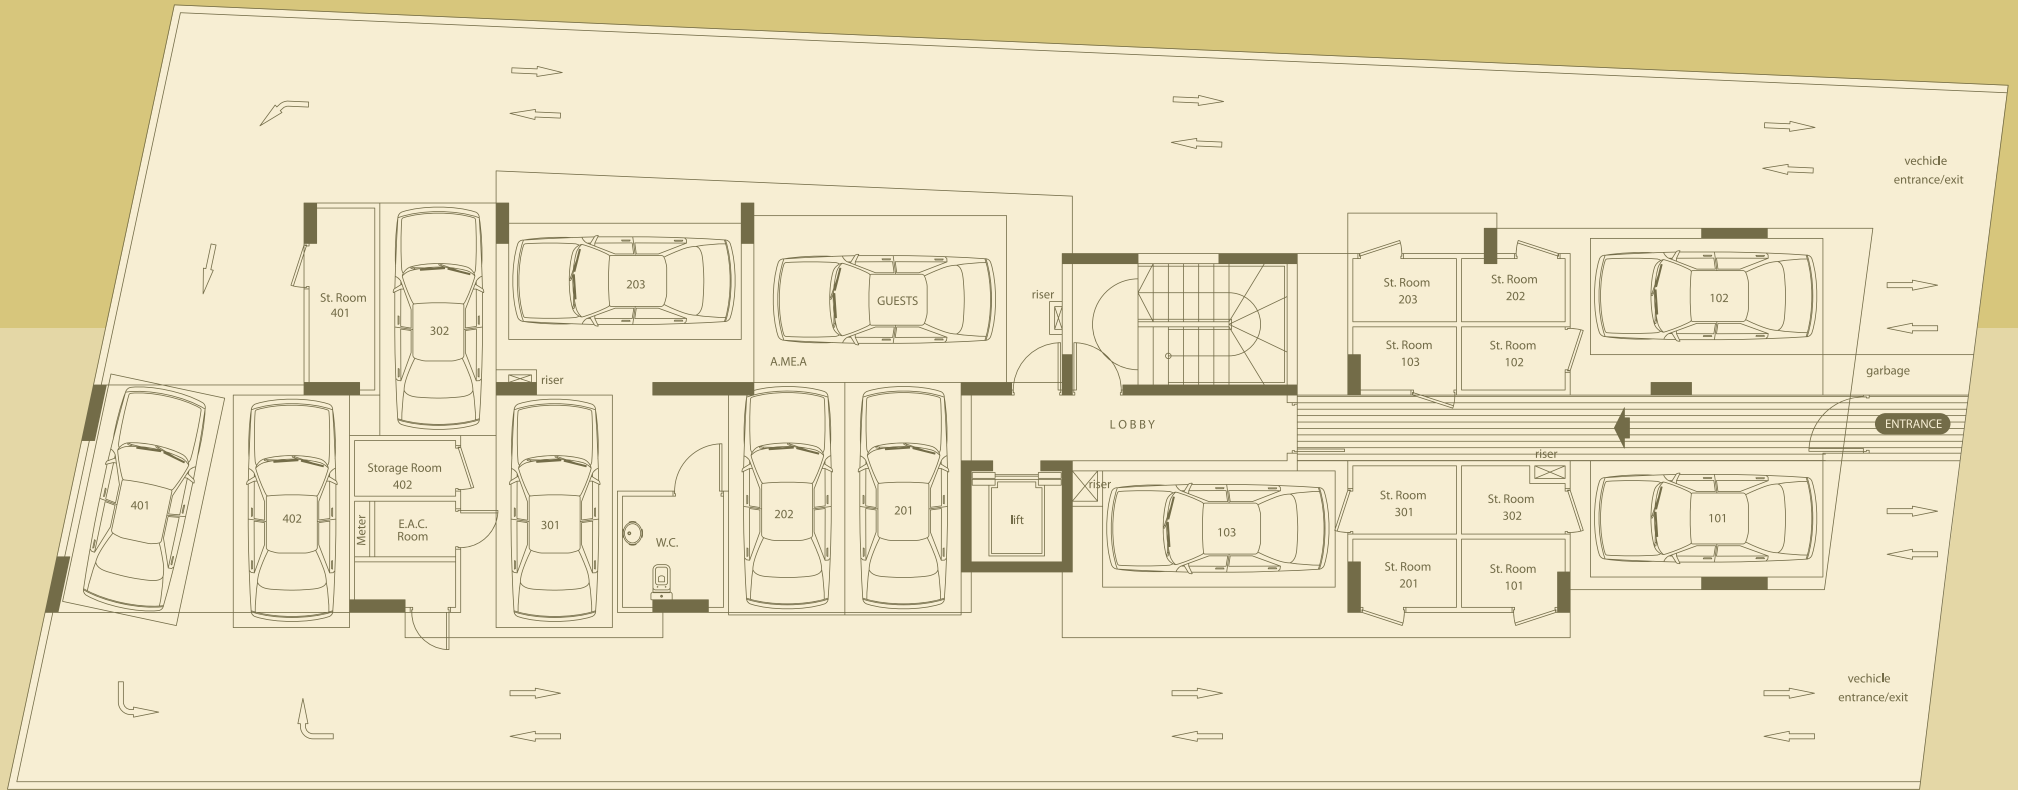 vechicle
entrance/exit
St. Room
401
302
203
GUESTS
A.ME.A
riser
riser
St. Room
203
St. Room
202
St. Room
103
St. Room
102
102
garbage
LOBBY
ENTRANCE
401
402
Storage Room
402
Meter
E.A.C.
Room
301
W.C.
202
201
lift
riser
103
St. Room
301
riser
St. Room
302
St. Room
201
St. Room
101
101
vechicle
entrance/exit